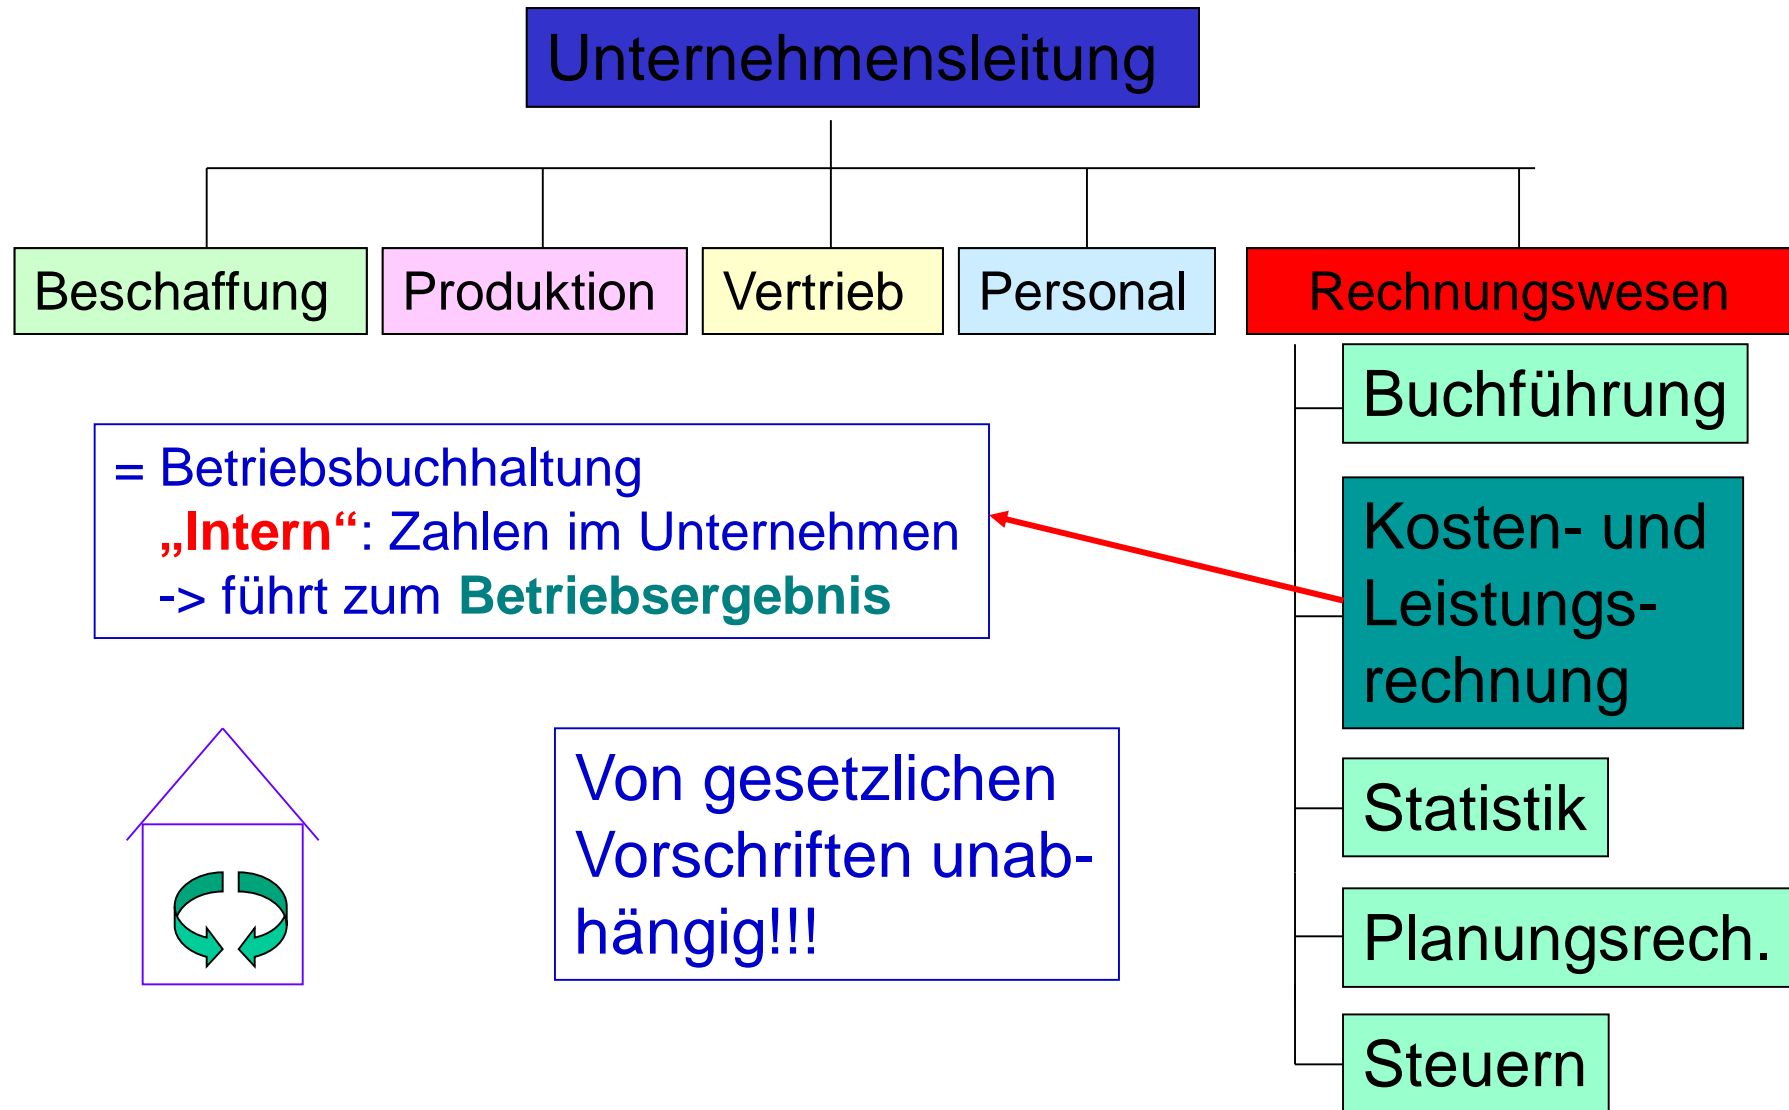 Unternehmensleitung
Beschaffung
Produktion
Vertrieb
Personal
Rechnungswesen
Buchführung
= Betriebsbuchhaltung
„Intern“: Zahlen im Unternehmen
-> führt zum Betriebsergebnis
Kosten- und
Leistungs-
rechnung
Von gesetzlichen
Vorschriften unab-
hängig!!!
Statistik
Planungsrech.
Steuern